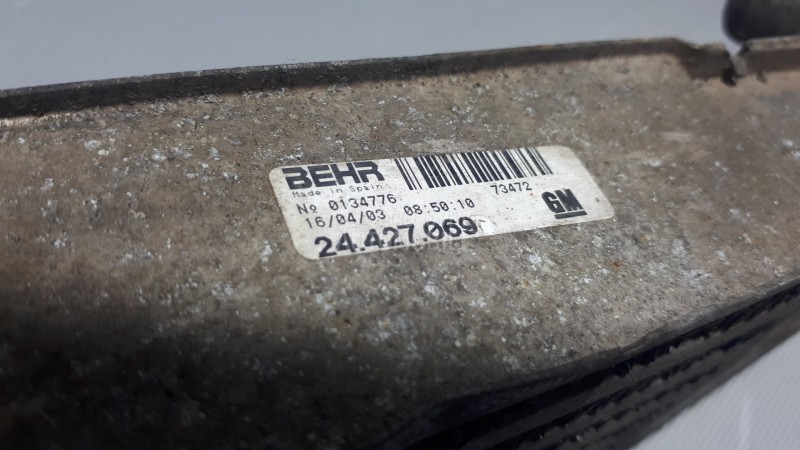 BEHR
Made in Spain
73472
Nº 0134776
16/04/03 08:50:10
GM
24.427.069